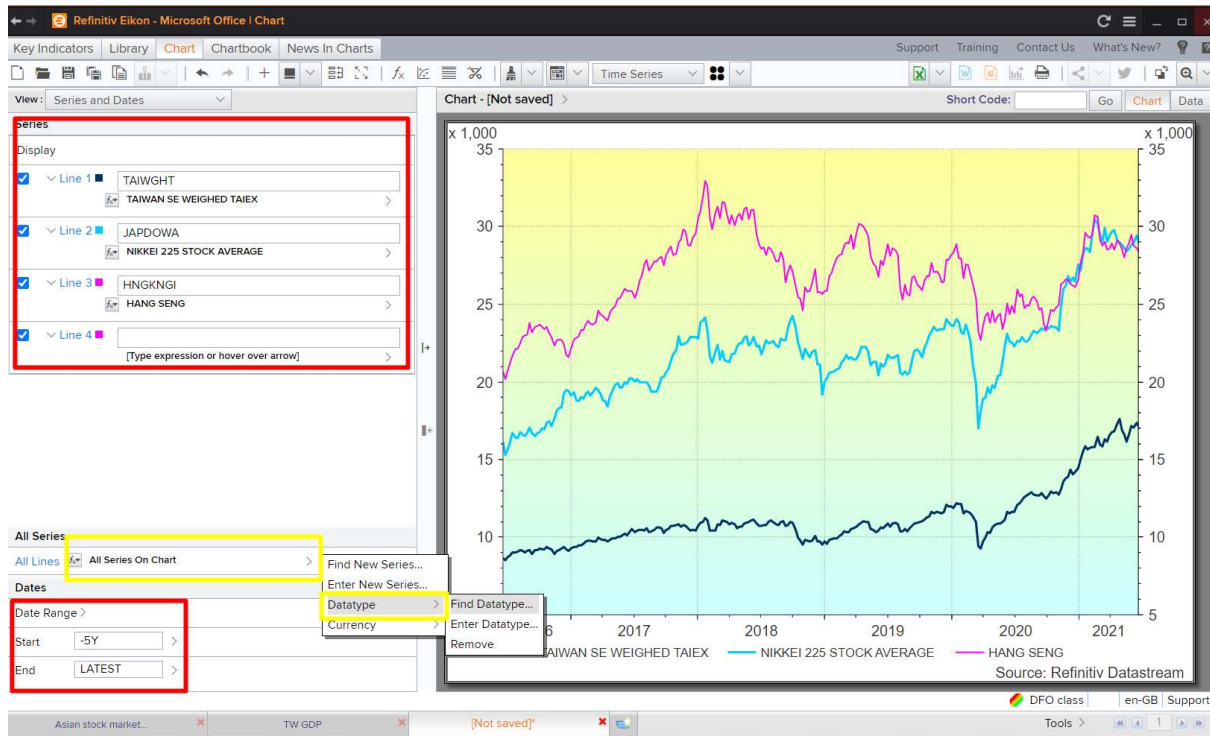 Refinitiv Eikon - Microsoft Office | Chart
Key Indicators Library Chart Chartbook News In Charts Support Training Contact Us What's New?
Time Series
View : Series and Dates
Chart - [Not saved] > Short Code: Go Chart Data
Series
Display
Line 1 TAIWGHT
TAIWAN SE WEIGHED TAIEX
Line 2 JAPDOWA
NIKKEI 225 STOCK AVERAGE
Line 3 HNGKNGI
HANG SENG
Line 4
[Type expression or hover over arrow]
All Series
All Lines All Series On Chart
Dates
Date Range >
Start -5Y
End LATEST
Find New Series...
Enter New Series...
Datatype
Currency
Find Datatype...
Enter Datatype...
Remove
x 1,000 x 1,000
35 35
30 30
25 25
20 20
15 15
10 10
5
6 2017 2018 2019 2020 2021
AIWAN SE WEIGHED TAIEX NIKKEI 225 STOCK AVERAGE HANG SENG
Source: Refinitiv Datastream
DFO class en-GB Support
Asian stock market... TW GDP [Not saved]* Tools > 1